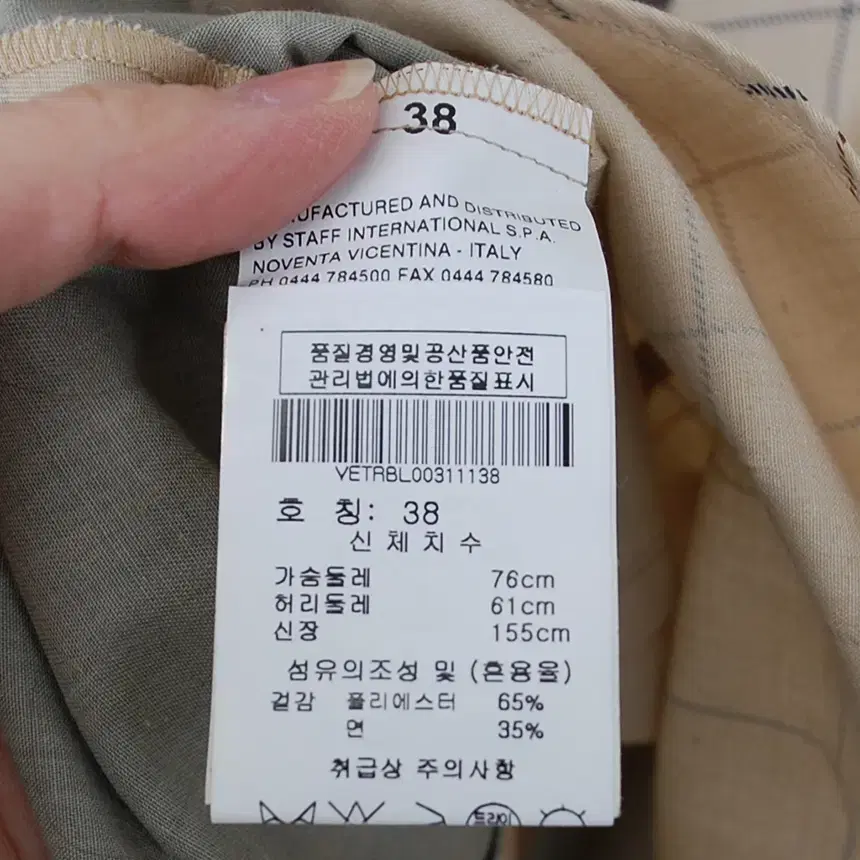 38
UFACTURED AND DISTRIBUTED
BY STAFF INTERNATIONAL S.P.A.
NOVENTA VICENTINA - ITALY
PH 0444 784500 FAX 0444 784580
품질경영및공산품안전
관리법에의한품질표시
VETRBL00311138
호 칭: 38
신 체 치 수
가슴둘레 76cm
허리둘레 61cm
신장 155cm
섬유의조성 및 (혼용율)
겉감 폴리에스터 65%
면 35%
취급상 주의사항
드라이